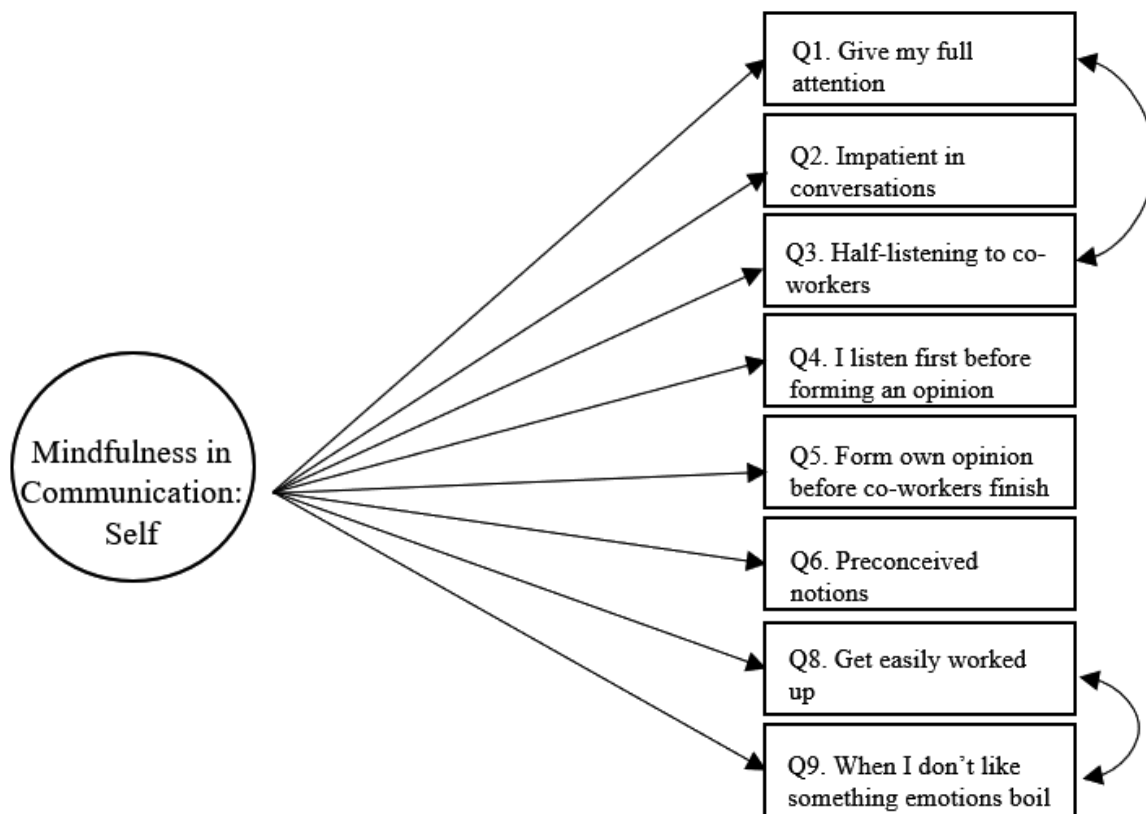 Q1. Give my full
attention
Q2. Impatient in
conversations
Q3. Half-listening to co-
workers
Q4. I listen first before
forming an opinion
Mindfulness in
Communication:
Self
Q5. Form own opinion
before co-workers finish
Q6. Preconceived
notions
Q8. Get easily worked
up
Q9. When I don’t like
something emotions boil